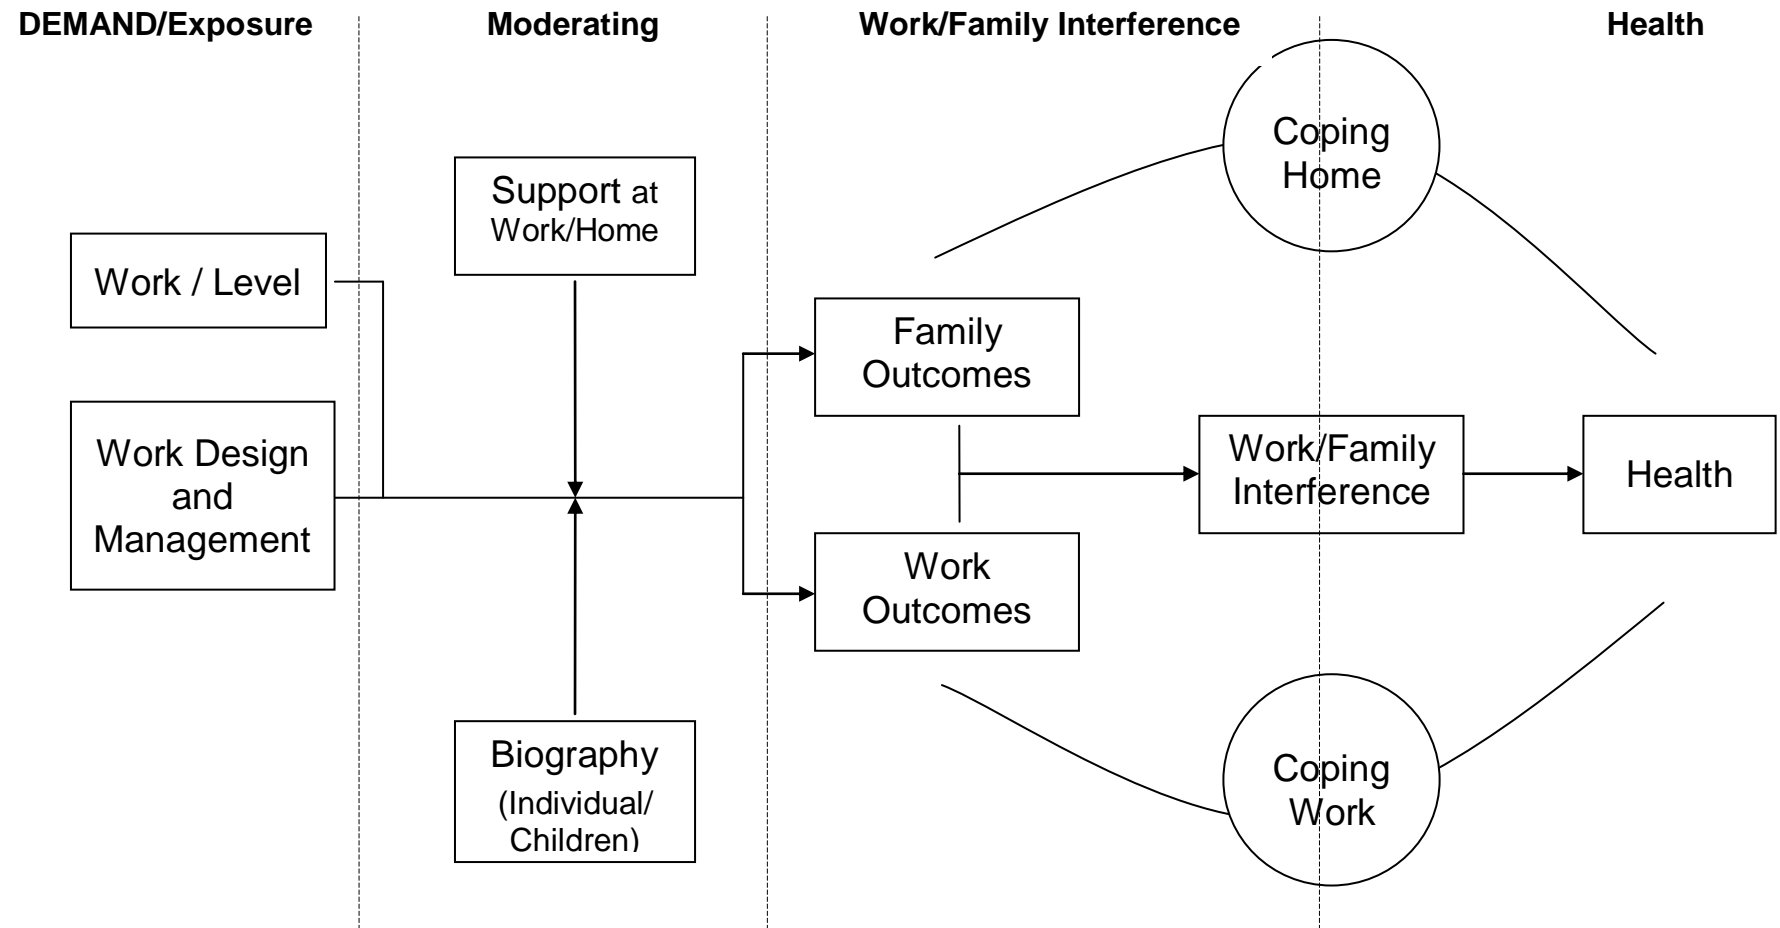 DEMAND/Exposure
Moderating
Work/Family Interference
Health
Coping
Home
Support at
Work/Home
Work / Level
Family
Outcomes
Work Design
and
Management
Work/Family
Interference
Health
Work
Outcomes
Biography
(Individual/
Children)
Coping
Work